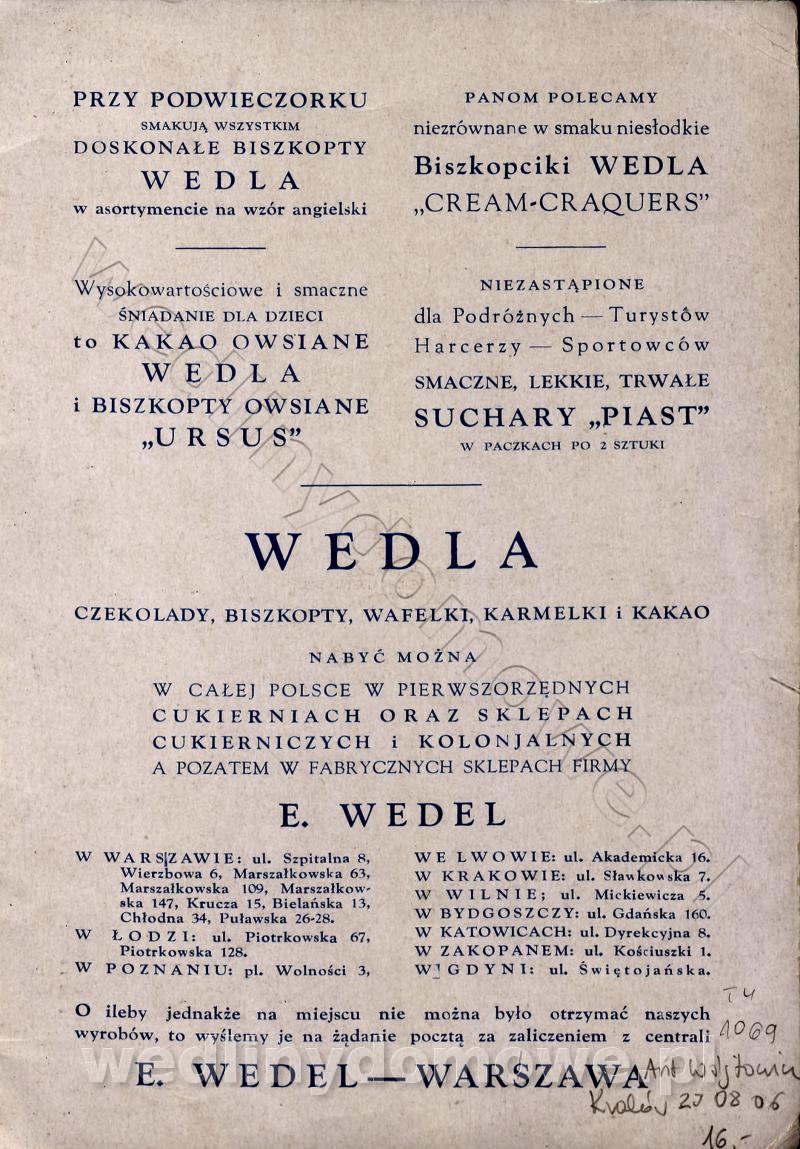 PRZY PODWIECZORKU
SMAKUJĄ WSZYSTKIM
DOSKONAŁE BISZKOPTY
WEDLA
w asortymencie na wzór angielski
Wysokowartościowe i smaczne
ŚNIADANIE DLA DZIECI
to KAKAO OWSIANE
WEDLA
i BISZKOPTY OWSIANE
„URSUS”
PANOM POLECAMY
niezrównane w smaku niesłodkie
Biszkopciki WEDLA
„CREAM-CRAQUERS”
NIEZASTĄPIONE
dla Podróżnych — Turystów
Harcerzy — Sportowców
SMACZNE, LEKKIE, TRWAŁE
SUCHARY „PIAST”
W PACZKACH PO 2 SZTUKI
WEDLA
CZEKOLADY, BISZKOPTY, WAFELKI, KARMELKI i KAKAO
NABYĆ MOŻNA
W CAŁEJ POLSCE W PIERWSZORZĘDNYCH
CUKIERNIACH ORAZ SKLEPACH
CUKIERNICZYCH i KOLONJALNYCH
A POZATEM W FABRYCZNYCH SKLEPACH FIRMY
E. WEDEL
W WARSZAWIE: ul. Szpitalna 8,
Wierzbowa 6, Marszałkowska 63,
Marszałkowska 109, Marszałkow-
ska 147, Krucza 15, Bielańska 13,
Chłodna 34, Puławska 26-28.
W ŁODZI: ul. Piotrkowska 67,
Piotrkowska 128.
W POZNANIU: pl. Wolności 3,
WE LWOWIE: ul. Akademicka 16.
W KRAKOWIE: ul. Sławkowska 7.
W WILNIE; ul. Mickiewicza 5.
W BYDGOSZCZY: ul. Gdańska 160.
W KATOWICACH: ul. Dyrekcyjna 8.
W ZAKOPANEM: ul. Kościuszki 1.
W GDYNI: ul. Świętojańska.
O ileby jednakże na miejscu nie można było otrzymać naszych
wyrobów, to wyślemy je na żądanie pocztą za zaliczeniem z centrali
E. WEDEL — WARSZAWA
wedlinydomowe.pl
1069
16.-